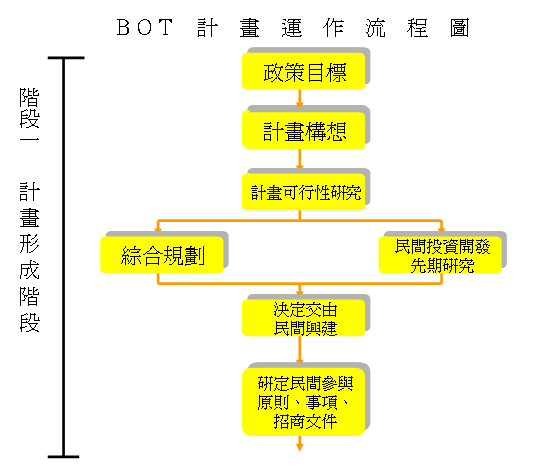 BOT計畫運作流程圖
階段一 計畫形成階段
政策目標
計畫構想
計畫可行性研究
綜合規劃
民間投資開發
先期研究
決定交由
民間興建
研定民間參與
原則、事項、
招商文件